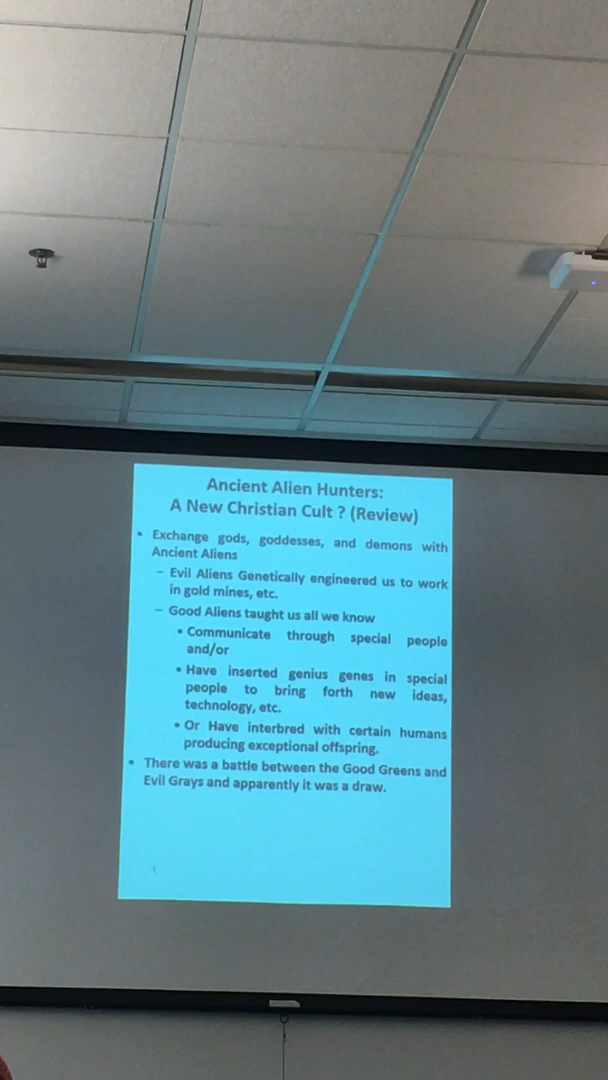 Ancient Alien Hunters:
A New Christian Cult ? (Review)
• Exchange gods, goddesses, and demons with
Ancient Aliens
– Evil Aliens Genetically engineered us to work
in gold mines, etc.
– Good Aliens taught us all we know
• Communicate through special people
and/or
• Have inserted genius genes in special
people to bring forth new ideas,
technology, etc.
• Or Have interbred with certain humans
producing exceptional offspring.
• There was a battle between the Good Greens and
Evil Grays and apparently it was a draw.